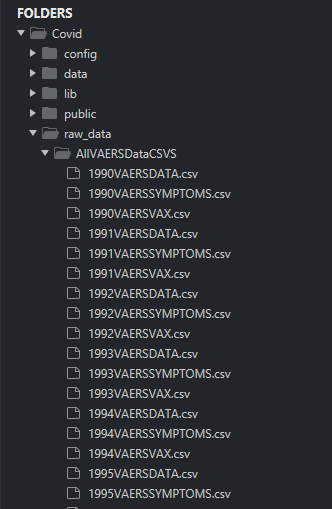 FOLDERS
Covid
config
data
lib
public
raw_data
AllVAERSDataCSVS
1990VAERSDATA.csv
1990VAERSSYMPTOMS.csv
1990VAERSVAX.csv
1991VAERSDATA.csv
1991VAERSSYMPTOMS.csv
1991VAERSVAX.csv
1992VAERSDATA.csv
1992VAERSSYMPTOMS.csv
1992VAERSVAX.csv
1993VAERSDATA.csv
1993VAERSSYMPTOMS.csv
1993VAERSVAX.csv
1994VAERSDATA.csv
1994VAERSSYMPTOMS.csv
1994VAERSVAX.csv
1995VAERSDATA.csv
1995VAERSSYMPTOMS.csv